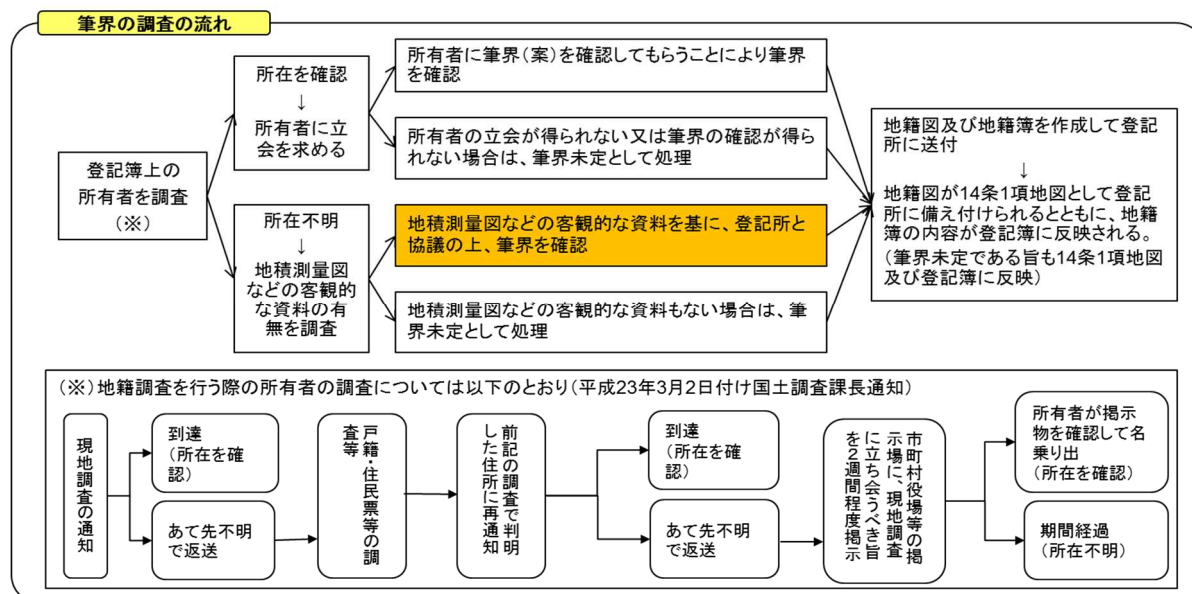 筆界の調査の流れ
登記簿上の
所有者を調査
(※)
所在を確認
↓
所有者に立
会を求める
所有者に筆界(案)を確認してもらうことにより筆界
を確認
所有者の立会が得られない又は筆界の確認が得ら
れない場合は、筆界未定として処理
所在不明
↓
地積測量図
などの客観的
な資料の有
無を調査
地積測量図などの客観的な資料を基に、登記所と
協議の上、筆界を確認
地積測量図などの客観的な資料もない場合は、筆
界未定として処理
地籍図及び地籍簿を作成して登記
所に送付
↓
地籍図が14条1項地図として登記
所に備え付けられるとともに、地籍
簿の内容が登記簿に反映される。
(筆界未定である旨も14条1項地図
及び登記簿に反映)
(※)地籍調査を行う際の所有者の調査については以下のとおり(平成23年3月2日付け国土調査課長通知)
現地調査の通知
到達
(所在を確
認)
あて先不明
で返送
戸籍・住民票等の調
査等
前記の調査で判明
した住所に再通知
到達
(所在を確
認)
あて先不明
で返送
市町村役場等の掲
示場に、現地調査
に立ち会うべき旨
を2週間程度掲示
所有者が掲示
物を確認して名
乗り出
(所在を確認)
期間経過
(所在不明)